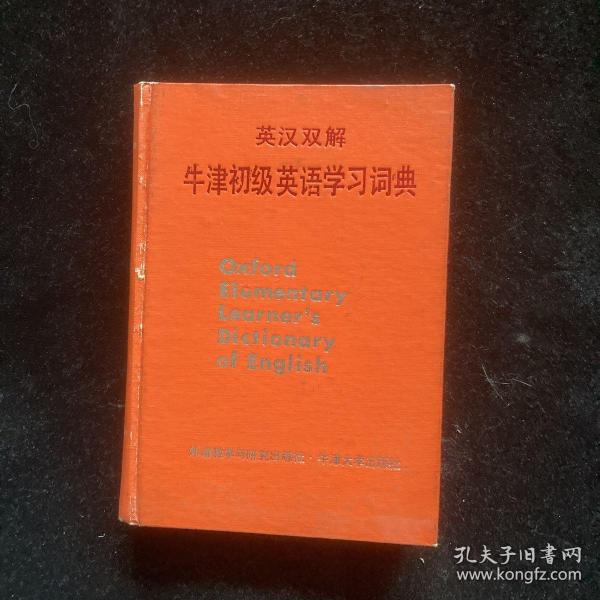 英汉双解
牛津初级英语学习词典
Oxford
Elementary
Learner's
Dictionary
of English
外语教学与研究出版社·牛津大学出版社
孔夫子旧书网
www.kongfz.com